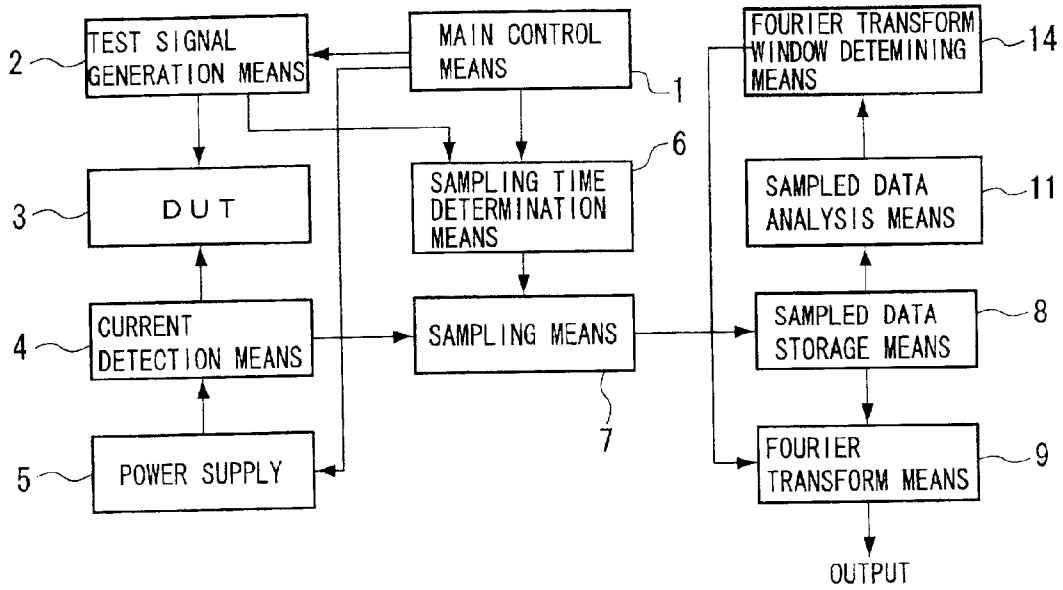 2
TEST SIGNAL
GENERATION MEANS
MAIN CONTROL
MEANS
1
FOURIER TRANSFORM
WINDOW DETEMINING
MEANS
14
3
DUT
6
SAMPLING TIME
DETERMINATION
MEANS
SAMPLED DATA
ANALYSIS MEANS
11
4
CURRENT
DETECTION MEANS
SAMPLING MEANS
7
SAMPLED DATA
STORAGE MEANS
8
5
POWER SUPPLY
FOURIER
TRANSFORM MEANS
9
OUTPUT